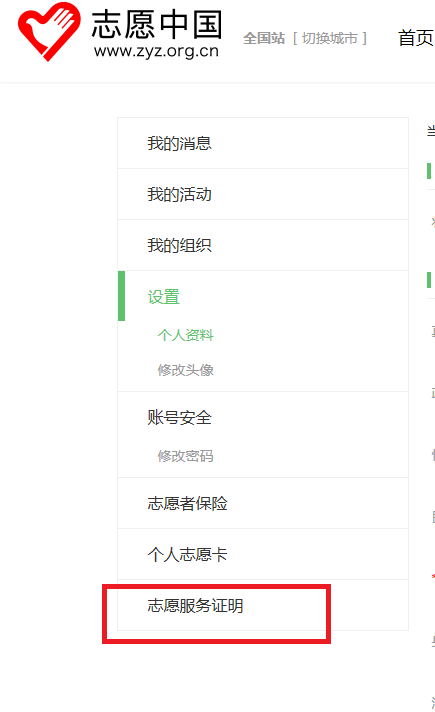 志愿中国
www.zyz.org.cn
全国站 [ 切换城市 ] 首页
我的消息
我的活动
我的组织
设置
个人资料
修改头像
账号安全
修改密码
志愿者保险
个人志愿卡
志愿服务证明